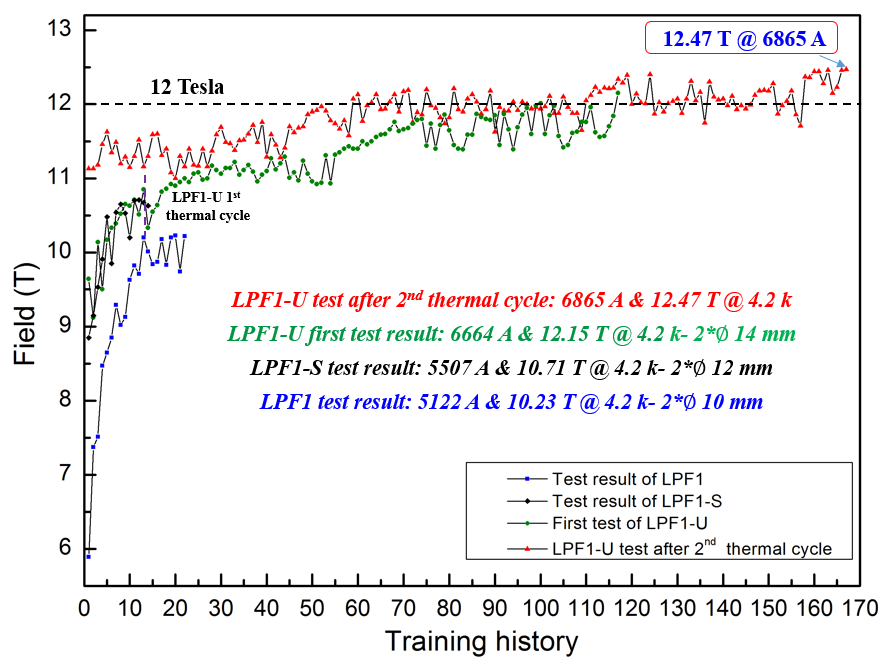 12.47 T @ 6865 A
13
12
11
10
9
8
7
6
Field (T)
12 Tesla
LPF1-U 1st
thermal cycle
LPF1-U test after 2nd thermal cycle: 6865 A & 12.47 T @ 4.2 k
LPF1-U first test result: 6664 A & 12.15 T @ 4.2 k- 2*∅ 14 mm
LPF1-S test result: 5507 A & 10.71 T @ 4.2 k- 2*∅ 12 mm
LPF1 test result: 5122 A & 10.23 T @ 4.2 k- 2*∅ 10 mm
Test result of LPF1
Test result of LPF1-S
First test of LPF1-U
LPF1-U test after 2nd thermal cycle
0 10 20 30 40 50 60 70 80 90 100 110 120 130 140 150 160 170
Training history